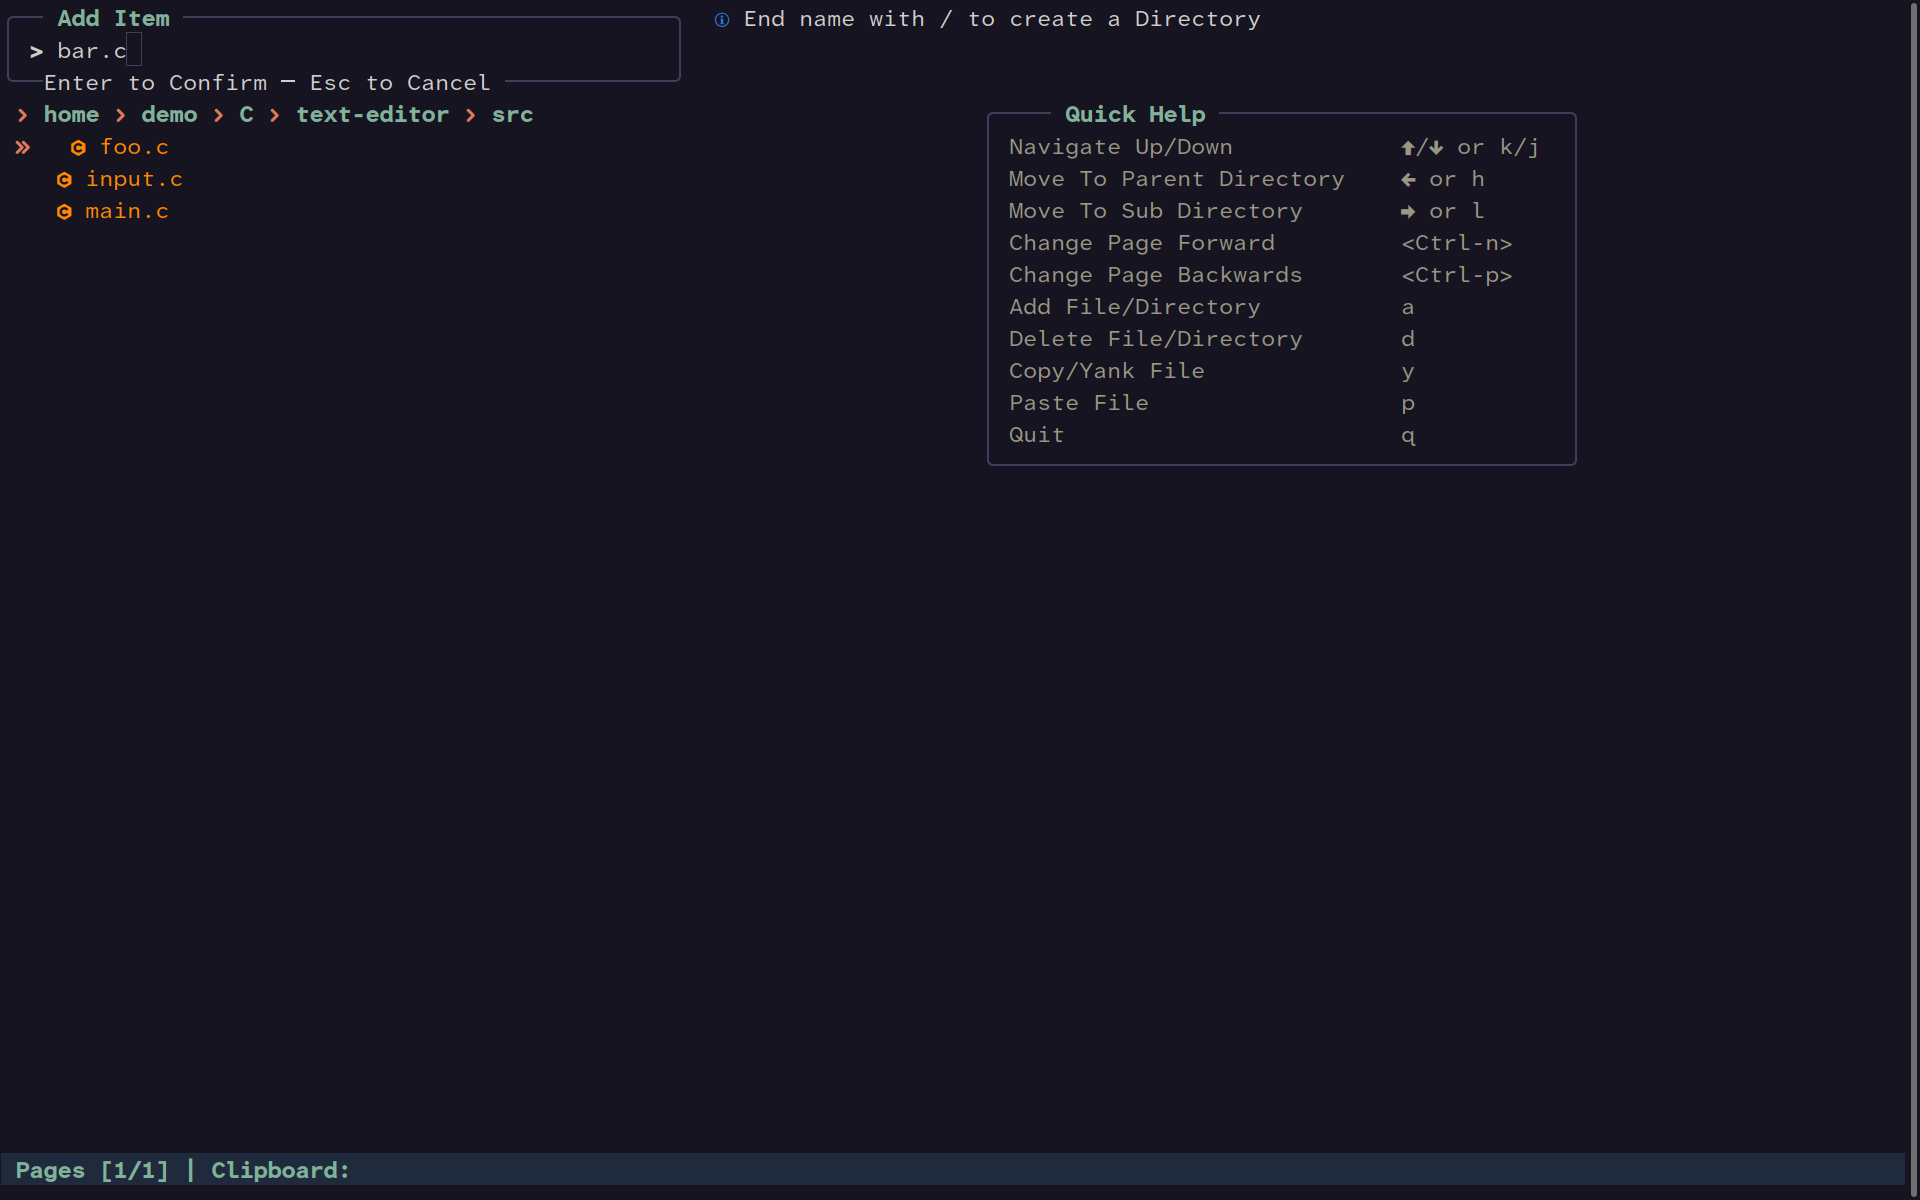 Add Item
ⓘ End name with / to create a Directory
> bar.c
Enter to Confirm — Esc to Cancel
> home > demo > C > text-editor > src
» foo.c
input.c
main.c
Quick Help
Navigate Up/Down 🡅/🡇 or k/j
Move To Parent Directory 🡄 or h
Move To Sub Directory 🡆 or l
Change Page Forward <Ctrl-n>
Change Page Backwards <Ctrl-p>
Add File/Directory a
Delete File/Directory d
Copy/Yank File y
Paste File p
Quit q
Pages [1/1] | Clipboard: